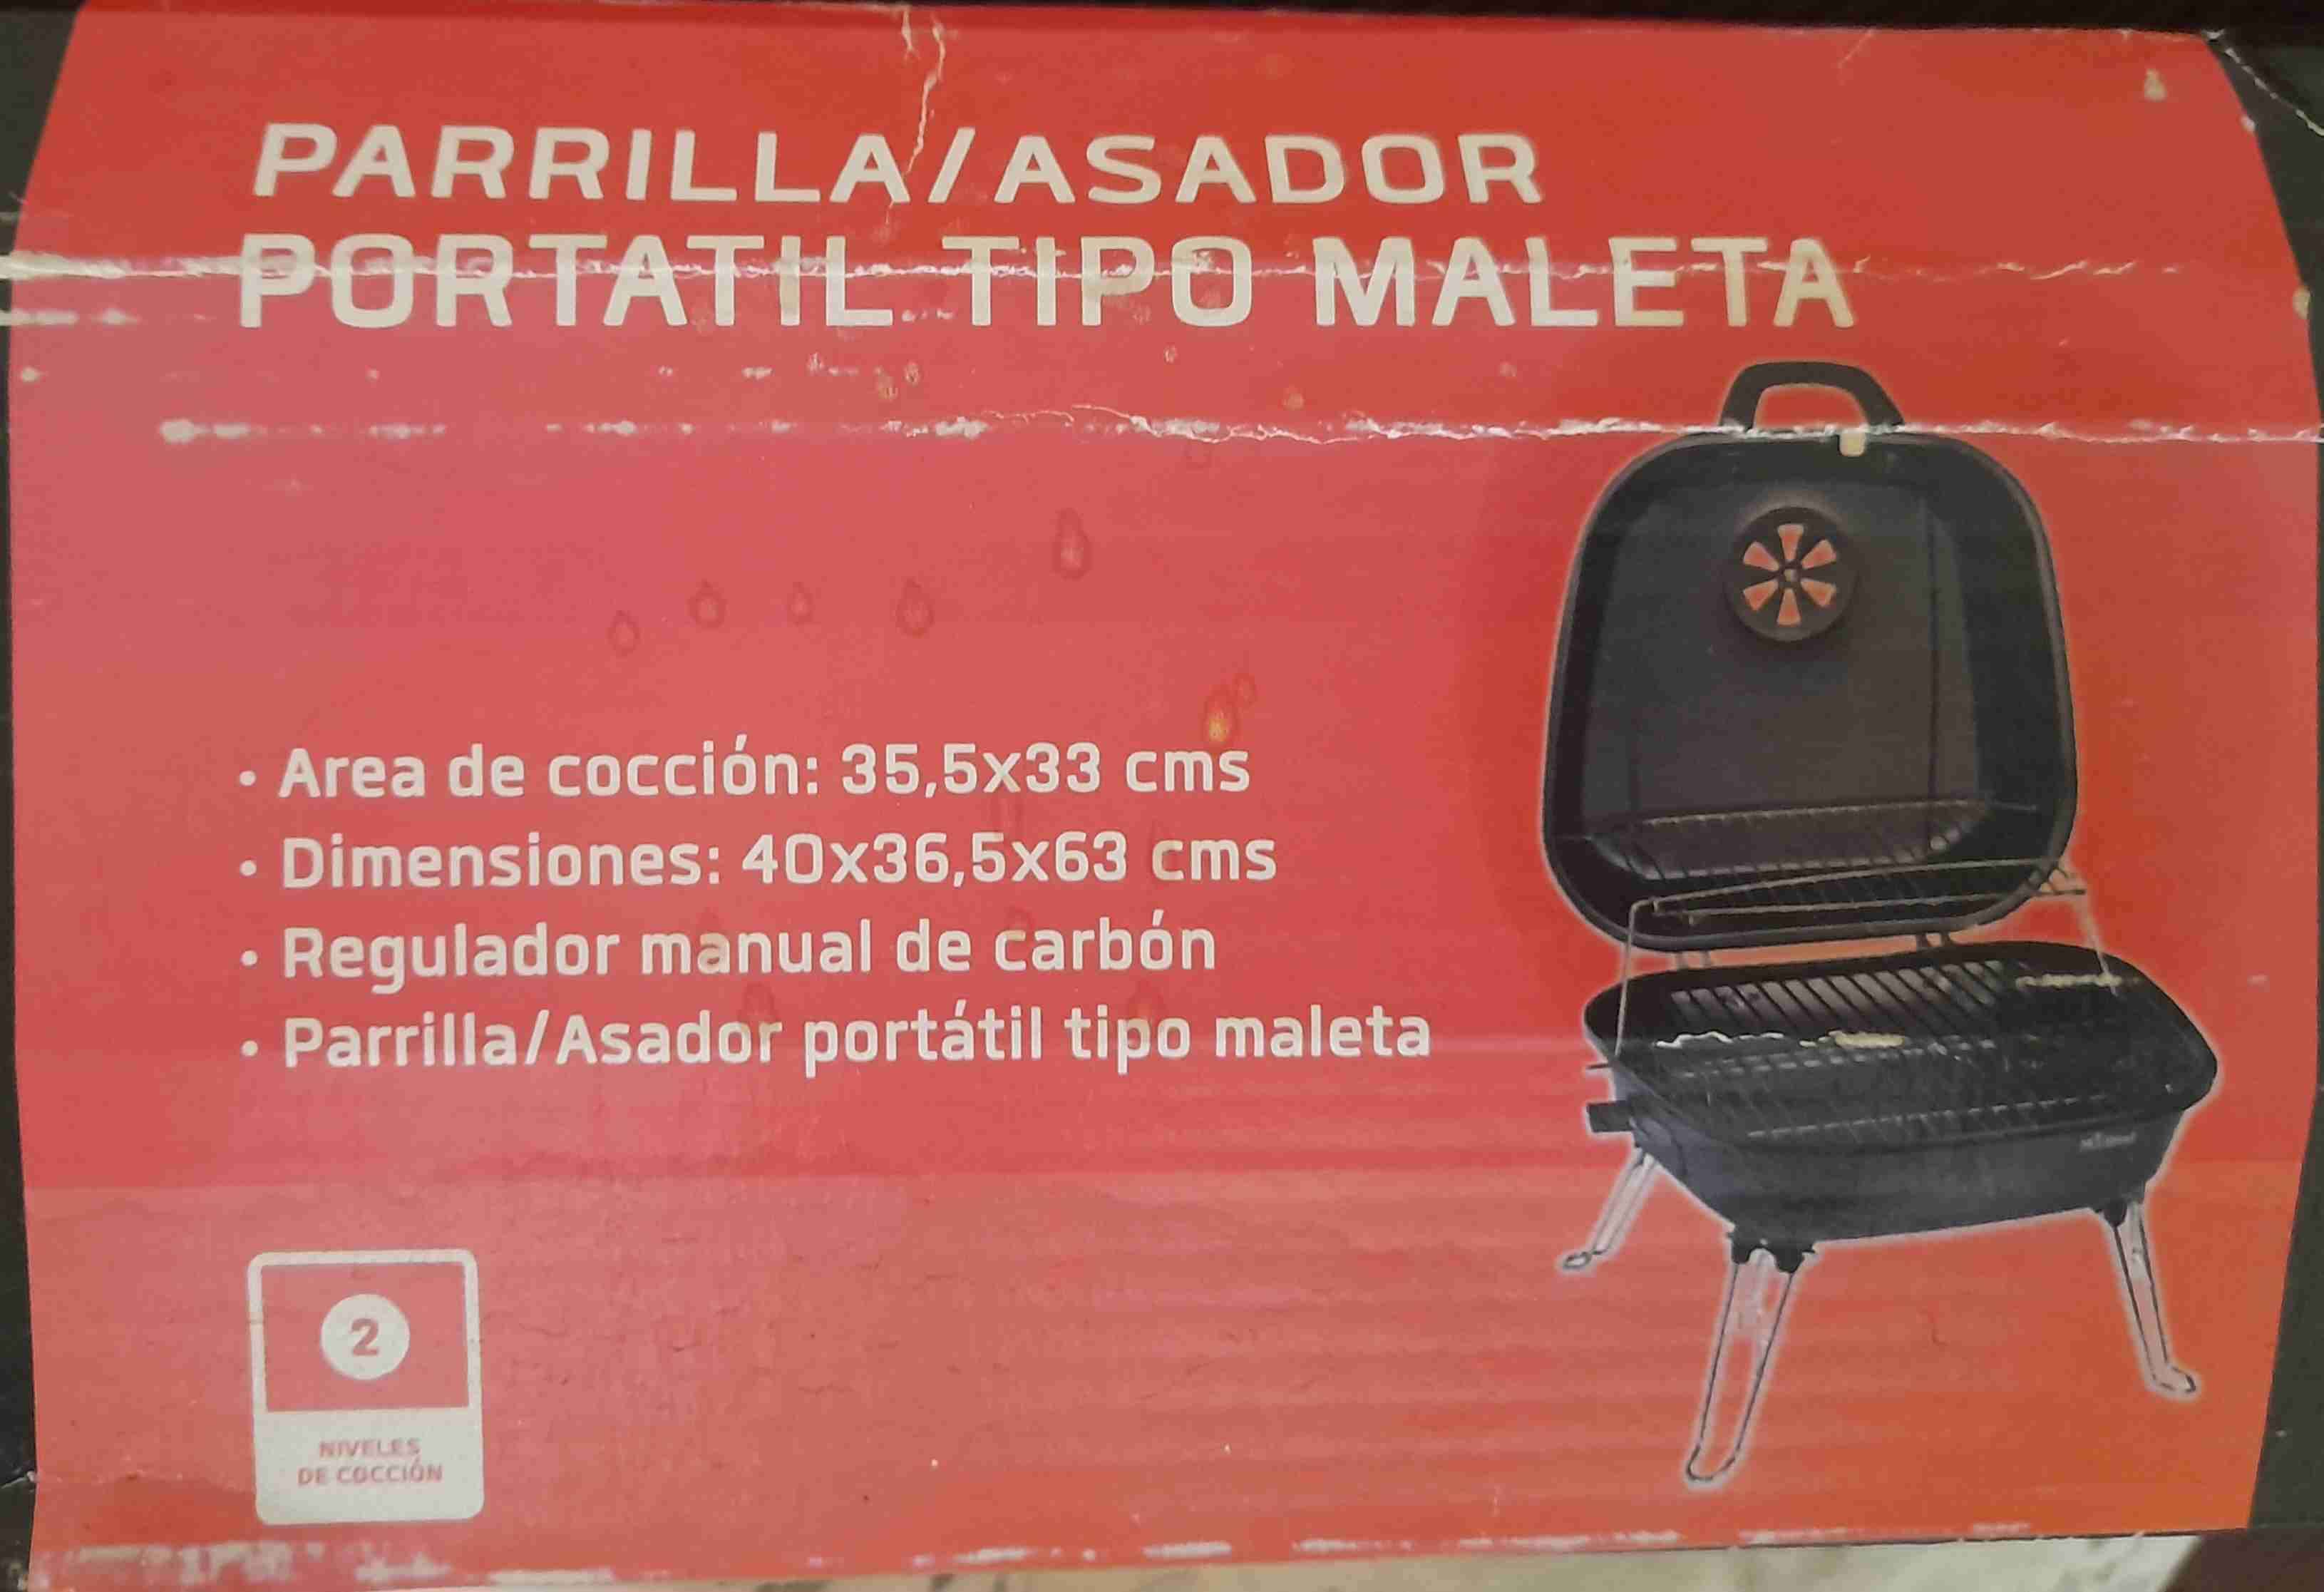 PARRILLA/ASADOR
PORTATIL TIPO MALETA
• Area de cocción: 35,5x33 cms
• Dimensiones: 40x36,5x63 cms
• Regulador manual de carbón
• Parrilla/Asador portátil tipo maleta
2
NIVELES
DE COCCIÓN